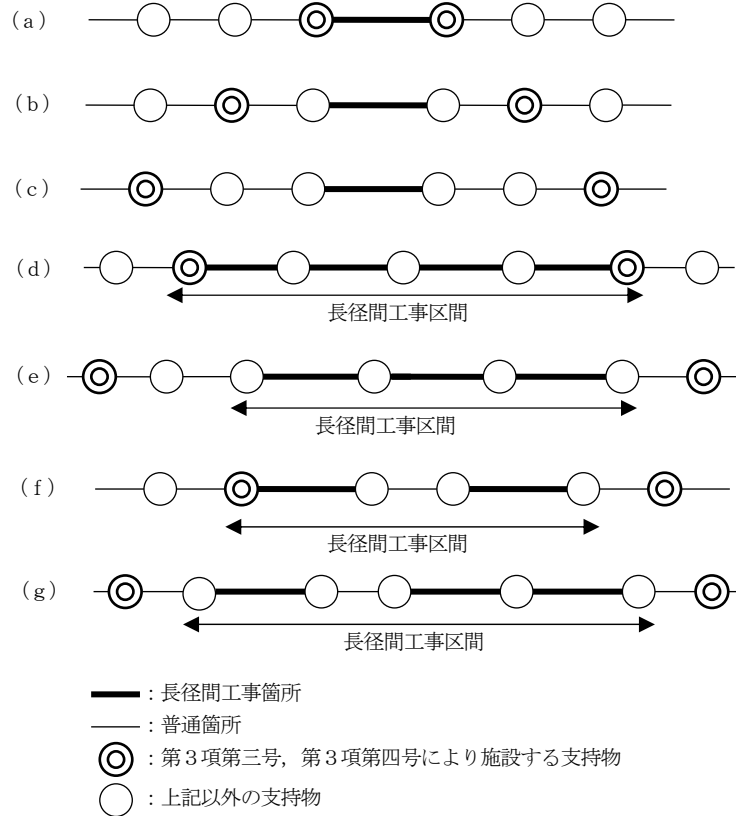 (a)
(b)
(c)
(d)
長径間工事区間
(e)
長径間工事区間
(f)
長径間工事区間
(g)
長径間工事区間
：長径間工事箇所
：普通箇所
：第３項第三号，第３項第四号により施設する支持物
：上記以外の支持物